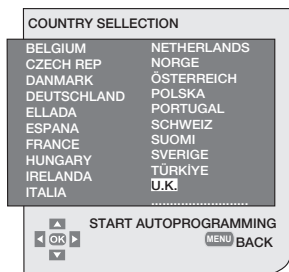 COUNTRY SELLECTION
BELGIUM
CZECH REP
DANMARK
DEUTSCHLAND
ELLADA
ESPANA
FRANCE
HUNGARY
IRELANDA
ITALIA
NETHERLANDS
NORGE
ÖSTERREICH
POLSKA
PORTUGAL
SCHWEIZ
SUOMI
SVERIGE
TÜRKİYE
U.K.
...........................
OK
START AUTOPROGRAMMING
MENU BACK